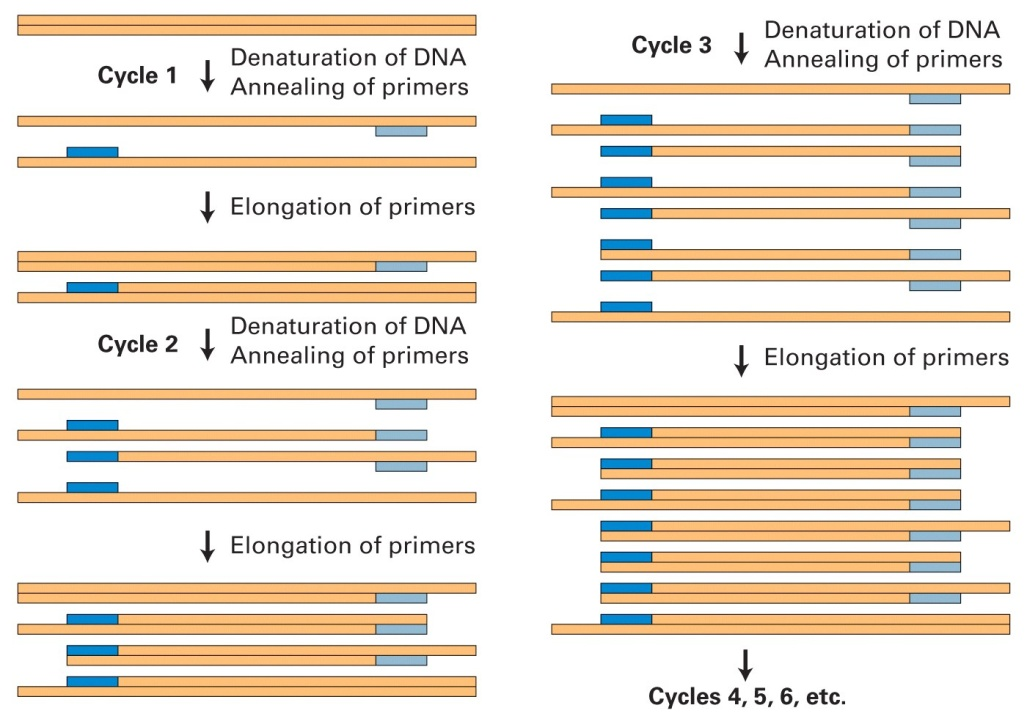 Cycle 1
Denaturation of DNA
Annealing of primers
Elongation of primers
Cycle 2
Denaturation of DNA
Annealing of primers
Elongation of primers
Cycle 3
Denaturation of DNA
Annealing of primers
Elongation of primers
Cycles 4, 5, 6, etc.